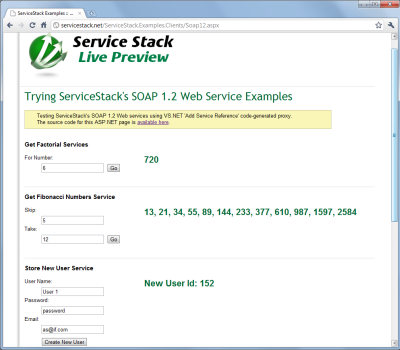 ServiceStack.Examples :: ...
servicestack.net/ServiceStack.Examples.Clients/Soap12.aspx
Service Stack
Live Preview
Trying ServiceStack's SOAP 1.2 Web Service Examples
Testing ServiceStack's SOAP 1.2 Web services using VS.NET 'Add Service Reference' code-generated proxy.
The source code for this ASP.NET page is available here.
Get Factorial Services
For Number:
6 Go
720
Get Fibonacci Numbers Service
Skip:
5
Take:
12 Go
13, 21, 34, 55, 89, 144, 233, 377, 610, 987, 1597, 2584
Store New User Service
User Name:
User 1
Password:
password
Email:
as@if.com
Create New User
New User Id: 152